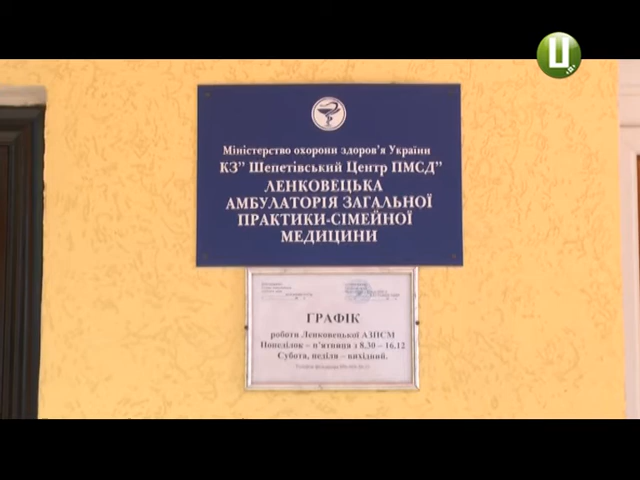 Ц
Міністерство охорони здоров'я України
КЗ” Шепетівський Центр ПМСД”
ЛЕНКОВЕЦЬКА
АМБУЛАТОРІЯ ЗАГАЛЬНОЇ
ПРАКТИКИ-СІМЕЙНОЇ
МЕДИЦИНИ
ГРАФІК
роботи Ленковецької АЗПСМ
Понеділок – п'ятниця з 8.30 – 16.12
Субота, неділя – вихідний.